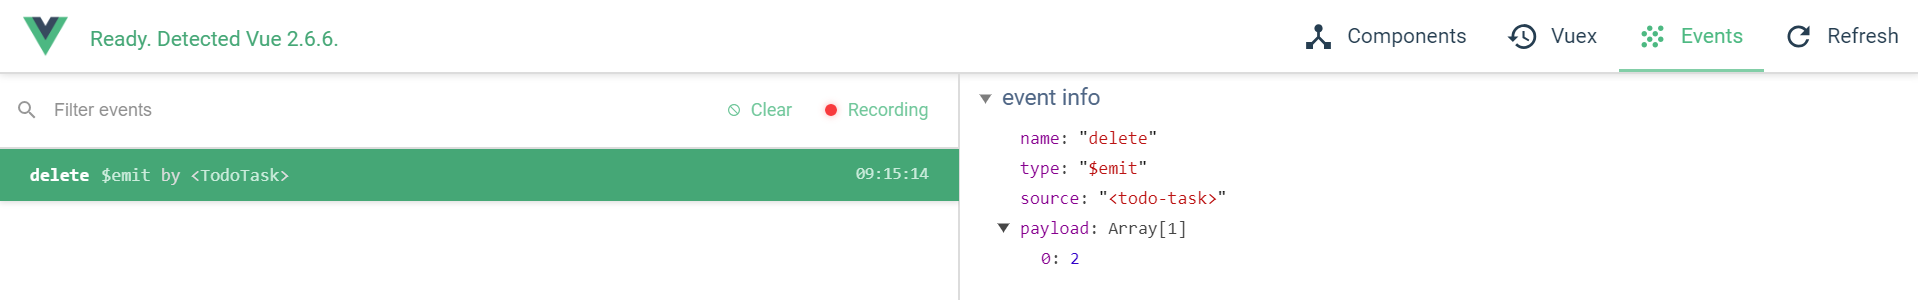 Ready. Detected Vue 2.6.6.
Components
Vuex
Events
Refresh
Filter events
Clear
Recording
delete $emit by <TodoTask>
09:15:14
event info
name: "delete"
type: "$emit"
source: "<todo-task>"
payload: Array[1]
0: 2